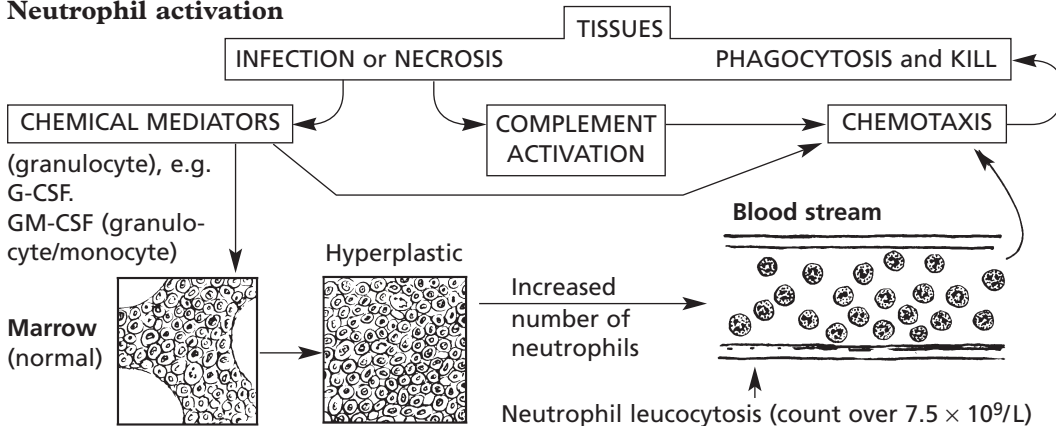 Neutrophil activation
TISSUES
INFECTION or NECROSIS
PHAGOCYTOSIS and KILL
CHEMICAL MEDIATORS
COMPLEMENT
ACTIVATION
CHEMOTAXIS
(granulocyte), e.g.
G-CSF.
GM-CSF (granulo-
cyte/monocyte)
Blood stream
Hyperplastic
Increased
number of
neutrophils
Marrow
(normal)
Neutrophil leucocytosis (count over 7.5 × 10⁹/L)